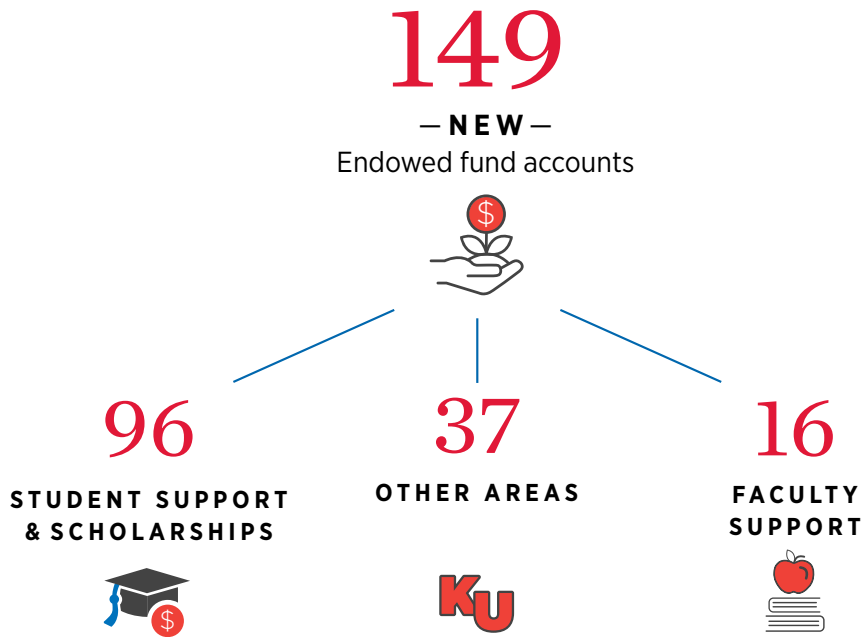 149
— NEW —
Endowed fund accounts
$
96
STUDENT SUPPORT
& SCHOLARSHIPS
$
37
OTHER AREAS
KU
16
FACULTY
SUPPORT